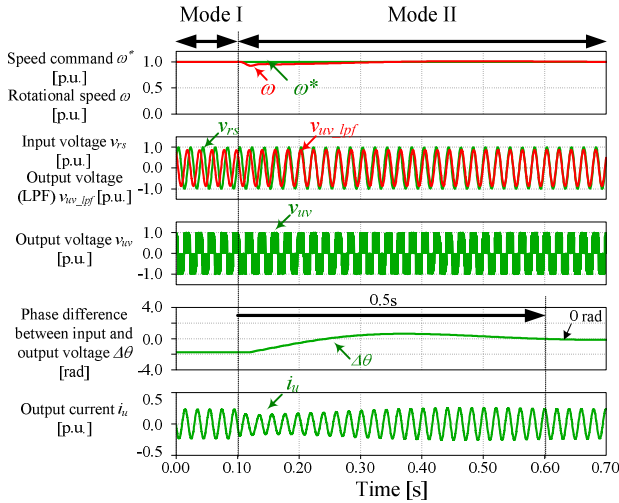 Mode I
Mode II
Speed command ω*
[p.u.]
Rotational speed ω
[p.u.]
1.0
0.5
0.0
ω
ω*
Input voltage vrs
[p.u.]
Output voltage
(LPF) vuv_lpf [p.u.]
1.0
0
-1.0
vrs
vuv_lpf
Output voltage vuv
[p.u.]
1.0
0.0
-1.0
vuv
Phase difference
between input and
output voltage Δθ
[rad]
4.0
0.0
-4.0
0.5s
0 rad
Δθ
Output current iu
[p.u.]
0.5
0.0
-0.5
iu
0.00 0.10 0.20 0.30 0.40 0.50 0.60 0.70
Time [s]